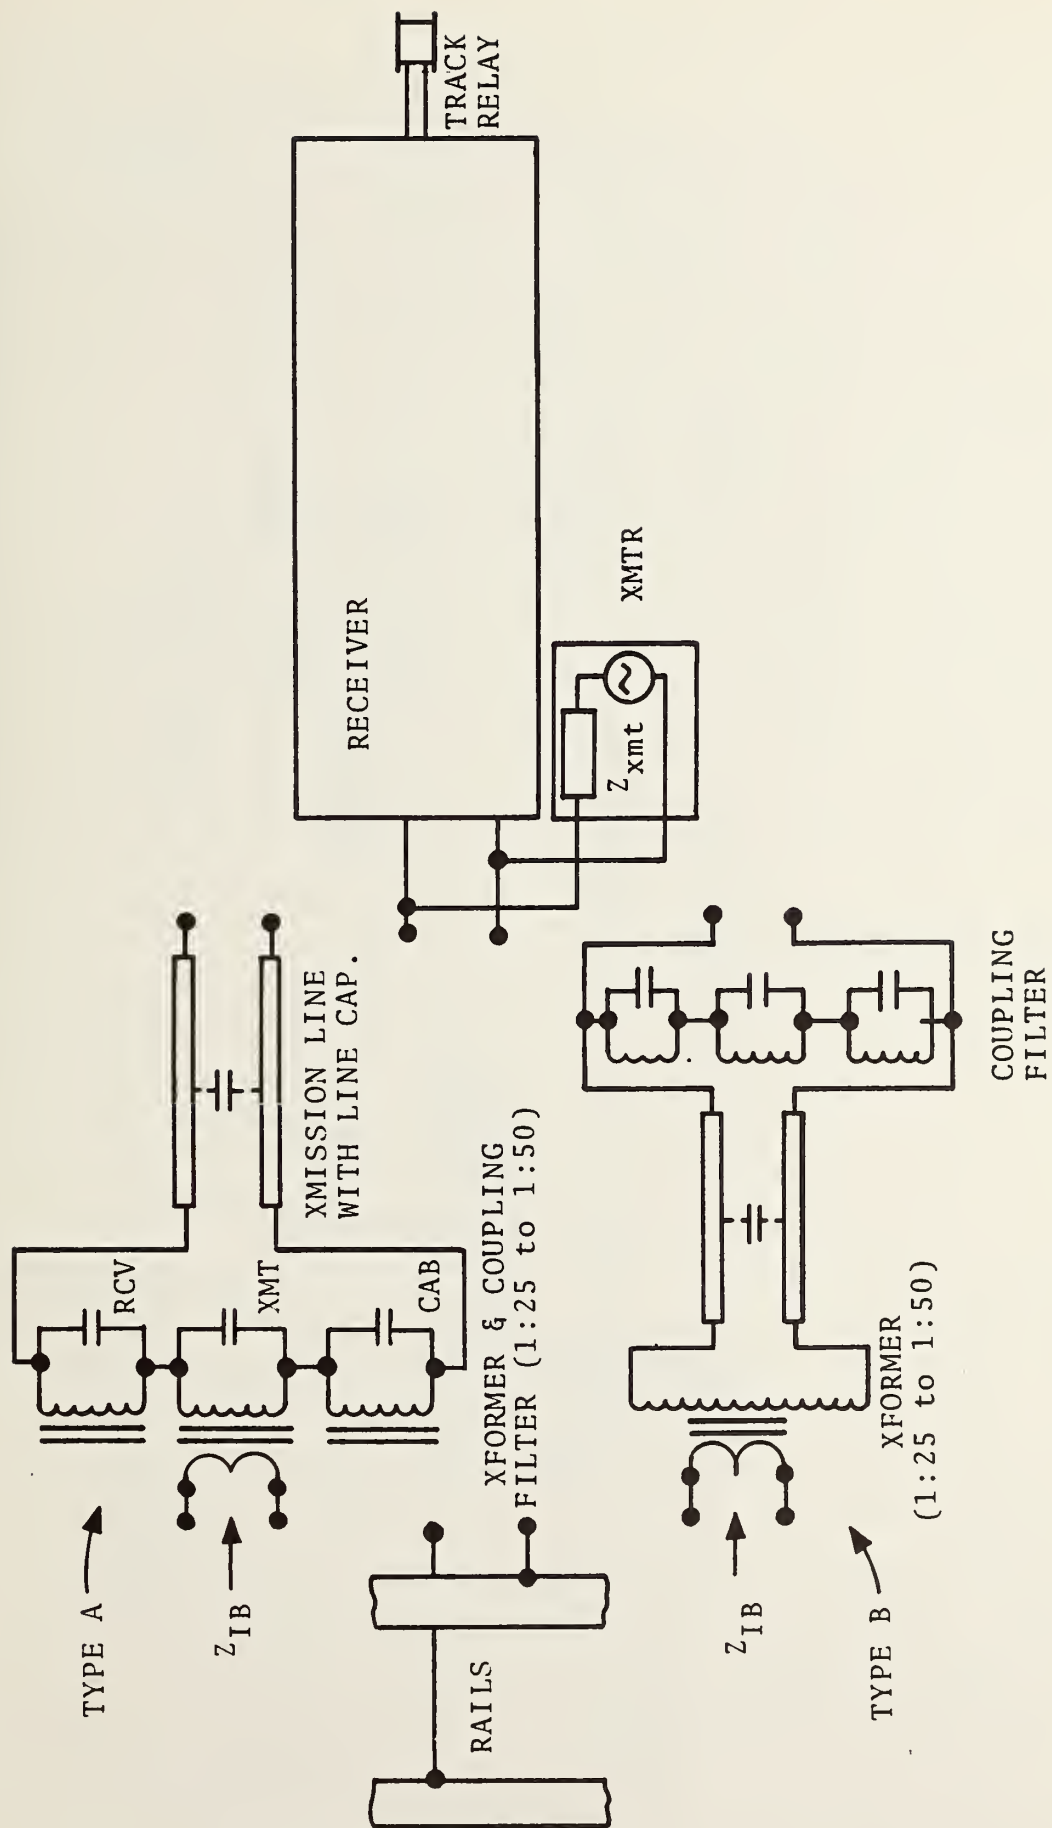 TYPE A
Z IB
RCV
XMT
CAB
XFORMER & COUPLING
FILTER (1:25 to 1:50)
XMISSION LINE
WITH LINE CAP.
RAILS
RECEIVER
TRACK
RELAY
Z xmt
XMTR
Z IB
TYPE B
XFORMER
(1:25 to 1:50)
COUPLING
FILTER